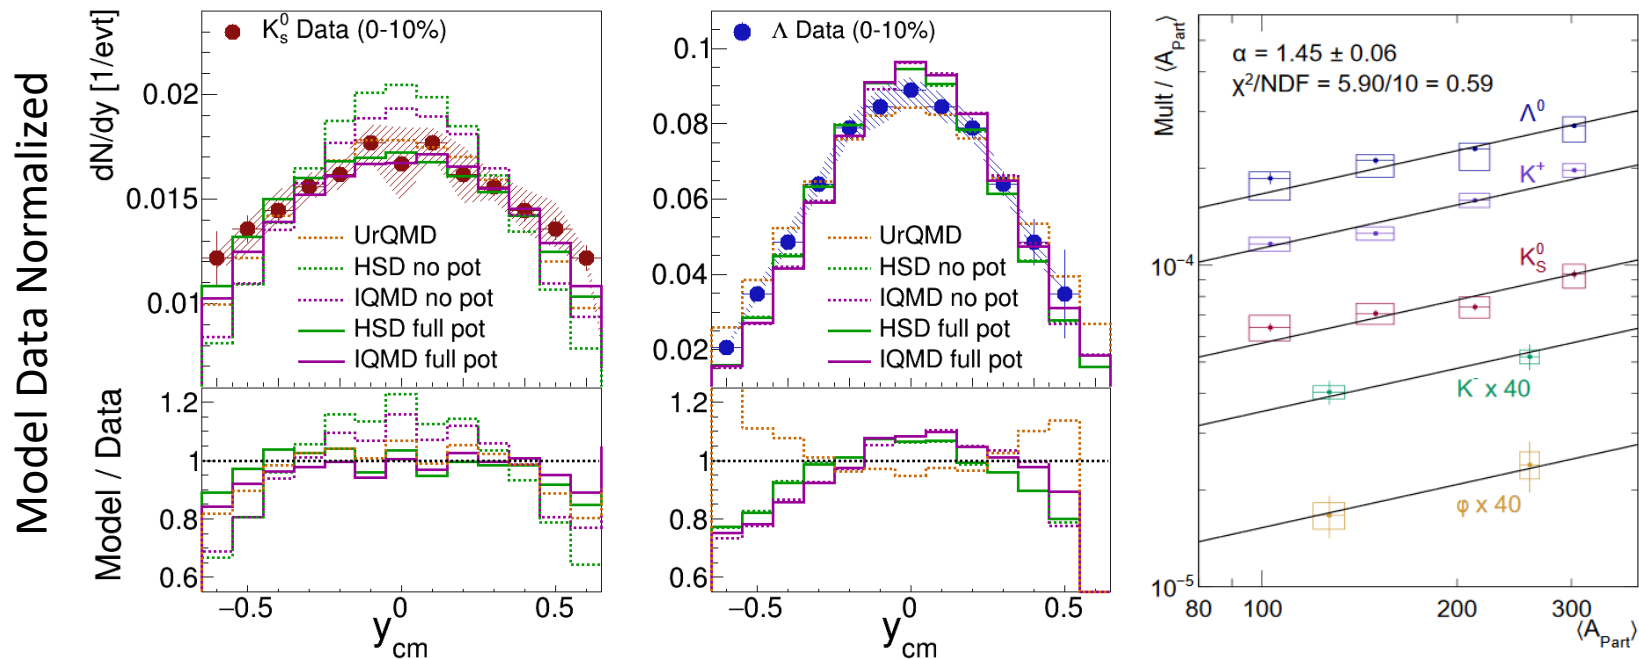 Model Data Normalized
dN/dy [1/evt]
K⁰ₛ Data (0-10%)
0.02
0.015
0.01
UrQMD
HSD no pot
IQMD no pot
HSD full pot
IQMD full pot
Model / Data
1.2
1
0.8
0.6
−0.5 0 0.5
y_cm
Λ Data (0-10%)
0.1
0.08
0.06
0.04
0.02
UrQMD
HSD no pot
IQMD no pot
HSD full pot
IQMD full pot
1.2
1
0.8
0.6
−0.5 0 0.5
y_cm
Mult / ⟨A_Part⟩
α = 1.45 ± 0.06
χ²/NDF = 5.90/10 = 0.59
Λ⁰
K⁺
10⁻⁴
K⁰_S
K⁻ x 40
φ x 40
10⁻⁵
80 100 200 300
⟨A_Part⟩